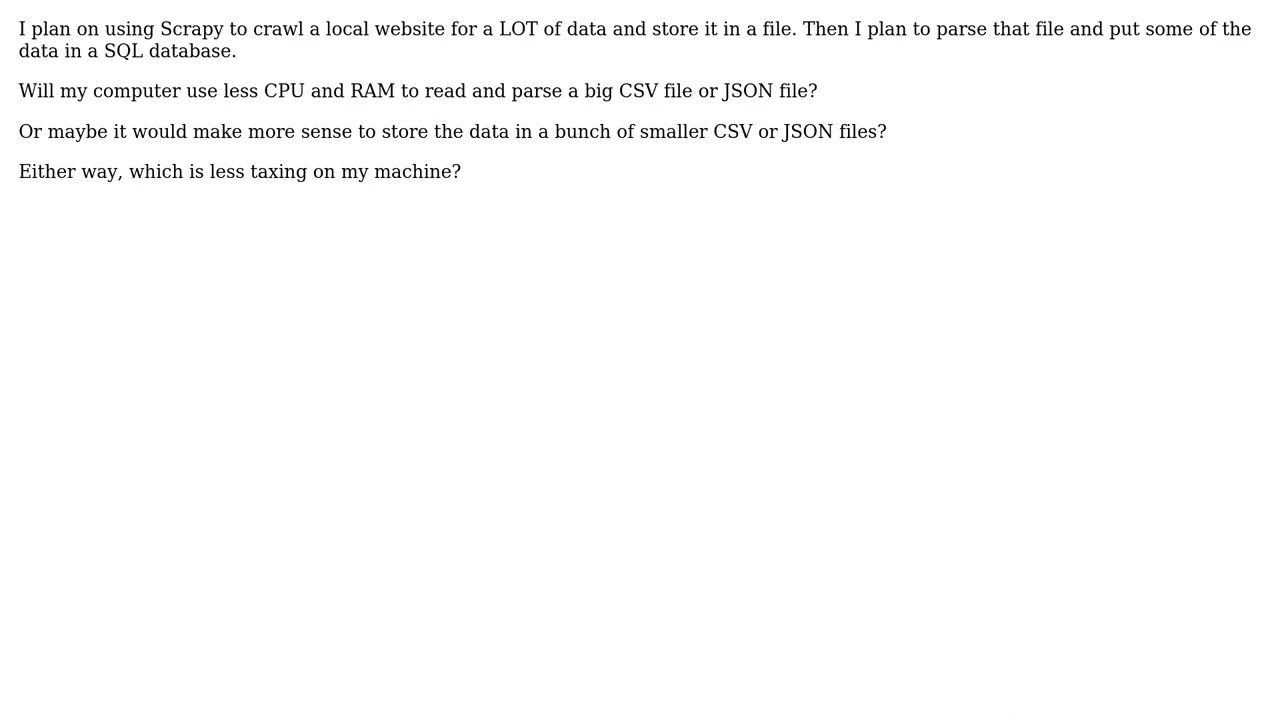 I plan on using Scrapy to crawl a local website for a LOT of data and store it in a file. Then I plan to parse that file and put some of the
data in a SQL database.
Will my computer use less CPU and RAM to read and parse a big CSV file or JSON file?
Or maybe it would make more sense to store the data in a bunch of smaller CSV or JSON files?
Either way, which is less taxing on my machine?